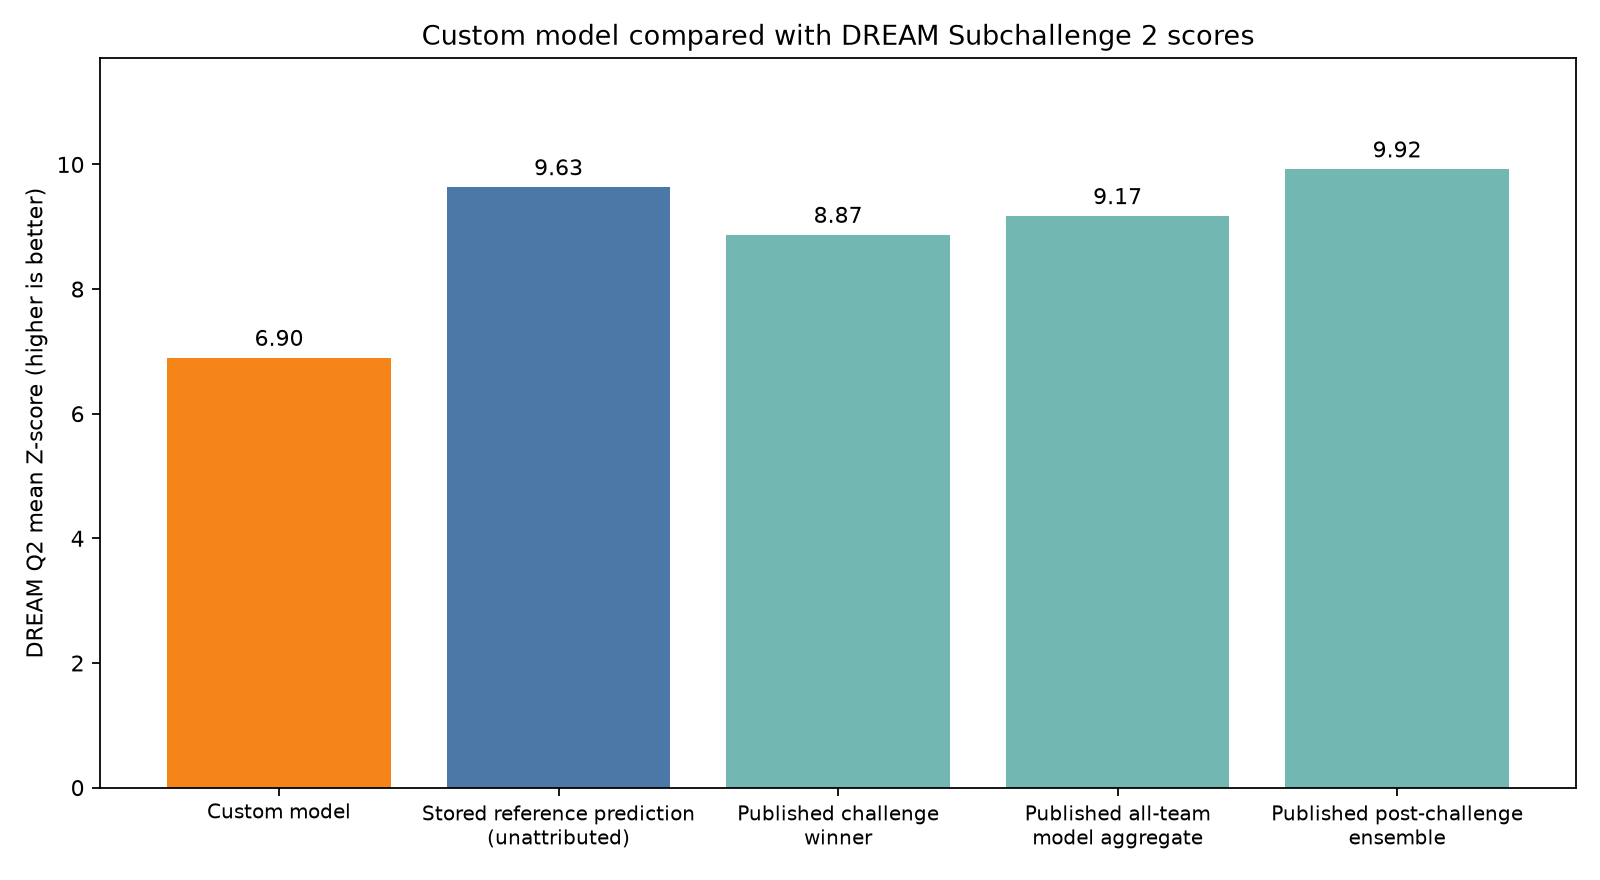 Custom model compared with DREAM Subchallenge 2 scores
DREAM Q2 mean Z-score (higher is better)
10
8
6
4
2
0
6.90
9.63
8.87
9.17
9.92
Custom model
Stored reference prediction
(unattributed)
Published challenge
winner
Published all-team
model aggregate
Published post-challenge
ensemble